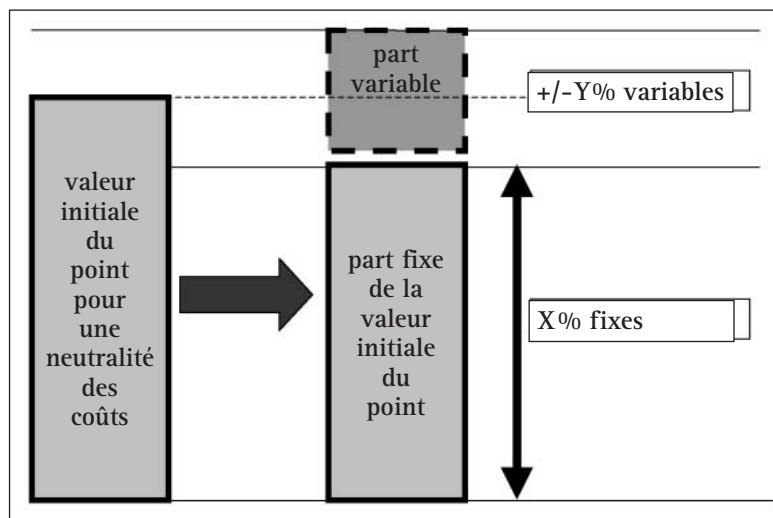 part
variable
+/-Y% variables
valeur
initiale
du
point
pour
une
neutralité
des
coûts
part fixe
de la
valeur
initiale
du
point
X% fixes